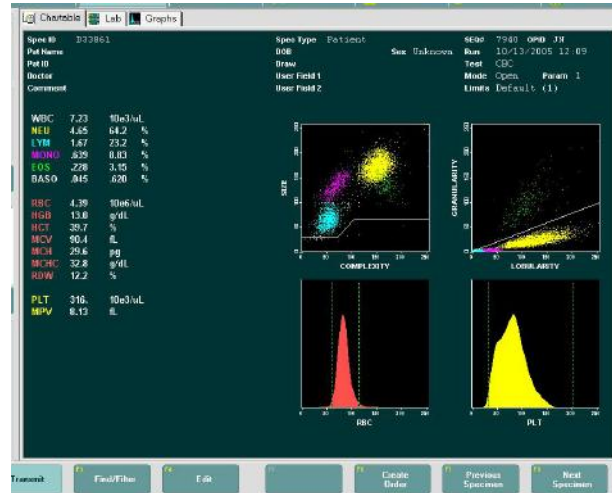 Chartable Lab Graphs
Spec ID D33861 Spec Type Patient SEQ# 7940 OPID JH
Pat Name DOB Sex Unknown Run 10/13/2005 12:09
Pat ID Draw Test CBC
Doctor User Field 1 Mode Open Param 1
Comment User Field 2 Limits Default (1)
WBC 7.23 10e3/uL
NEU 4.65 64.2 %
LYM 1.67 23.2 %
MONO .639 8.83 %
EOS .228 3.15 %
BASO .045 .620 %
RBC 4.39 10e6/uL
HGB 13.0 g/dL
HCT 39.7 %
MCV 90.4 fL
MCH 29.6 pg
MCHC 32.8 g/dL
RDW 12.2 %
PLT 316. 10e3/uL
MPV 8.13 fL
SIZE
COMPLEXITY
GRANULARITY
LOBULARITY
RBC
PLT
Transmit Find/Filter Edit Create Order Previous Specimen Next Specimen